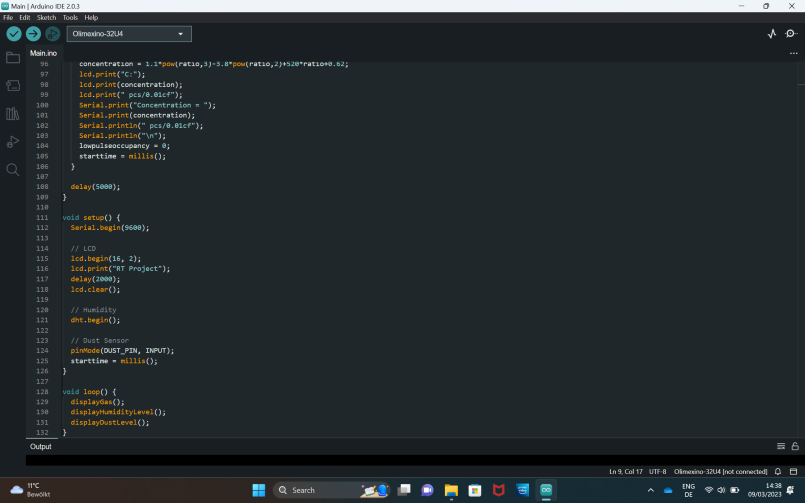 Main | Arduino IDE 2.0.3
File Edit Sketch Tools Help
Olimexino-32U4
Main.ino
96 concentration = 1.1*pow(ratio,3)-3.8*pow(ratio,2)+520*ratio+0.62;
97 lcd.print("C:");
98 lcd.print(concentration);
99 lcd.print(" pcs/0.01cf");
100 Serial.print("Concentration = ");
101 Serial.print(concentration);
102 Serial.println(" pcs/0.01cf");
103 Serial.println("\n");
104 lowpulseoccupancy = 0;
105 starttime = millis();
106 }
107
108 delay(5000);
109 }
110
111 void setup() {
112 Serial.begin(9600);
113
114 // LCD
115 lcd.begin(16, 2);
116 lcd.print("RT Project");
117 delay(2000);
118 lcd.clear();
119
120 // Humidity
121 dht.begin();
122
123 // Dust Sensor
124 pinMode(DUST_PIN, INPUT);
125 starttime = millis();
126 }
127
128 void loop() {
129 displayGas();
130 displayHumidityLevel();
131 displayDustLevel();
132 }
Output
Ln 9, Col 17 UTF-8 Olimexino-32U4 [not connected]
11°C
Bewölkt
Search
ENG
DE
14:38
09/03/2023